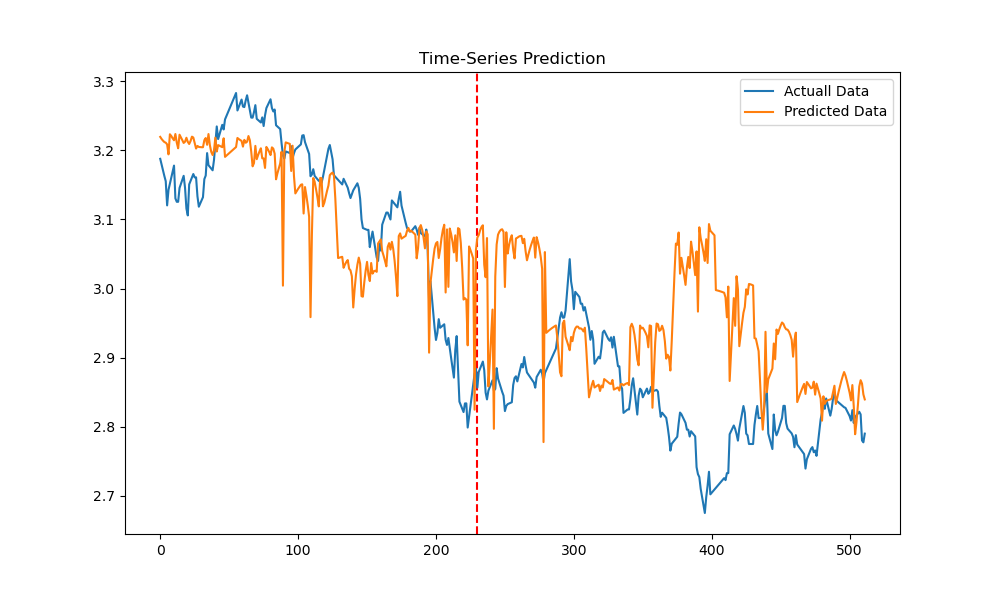 Time-Series Prediction
Actuall Data
Predicted Data
3.3
3.2
3.1
3.0
2.9
2.8
2.7
0 100 200 300 400 500